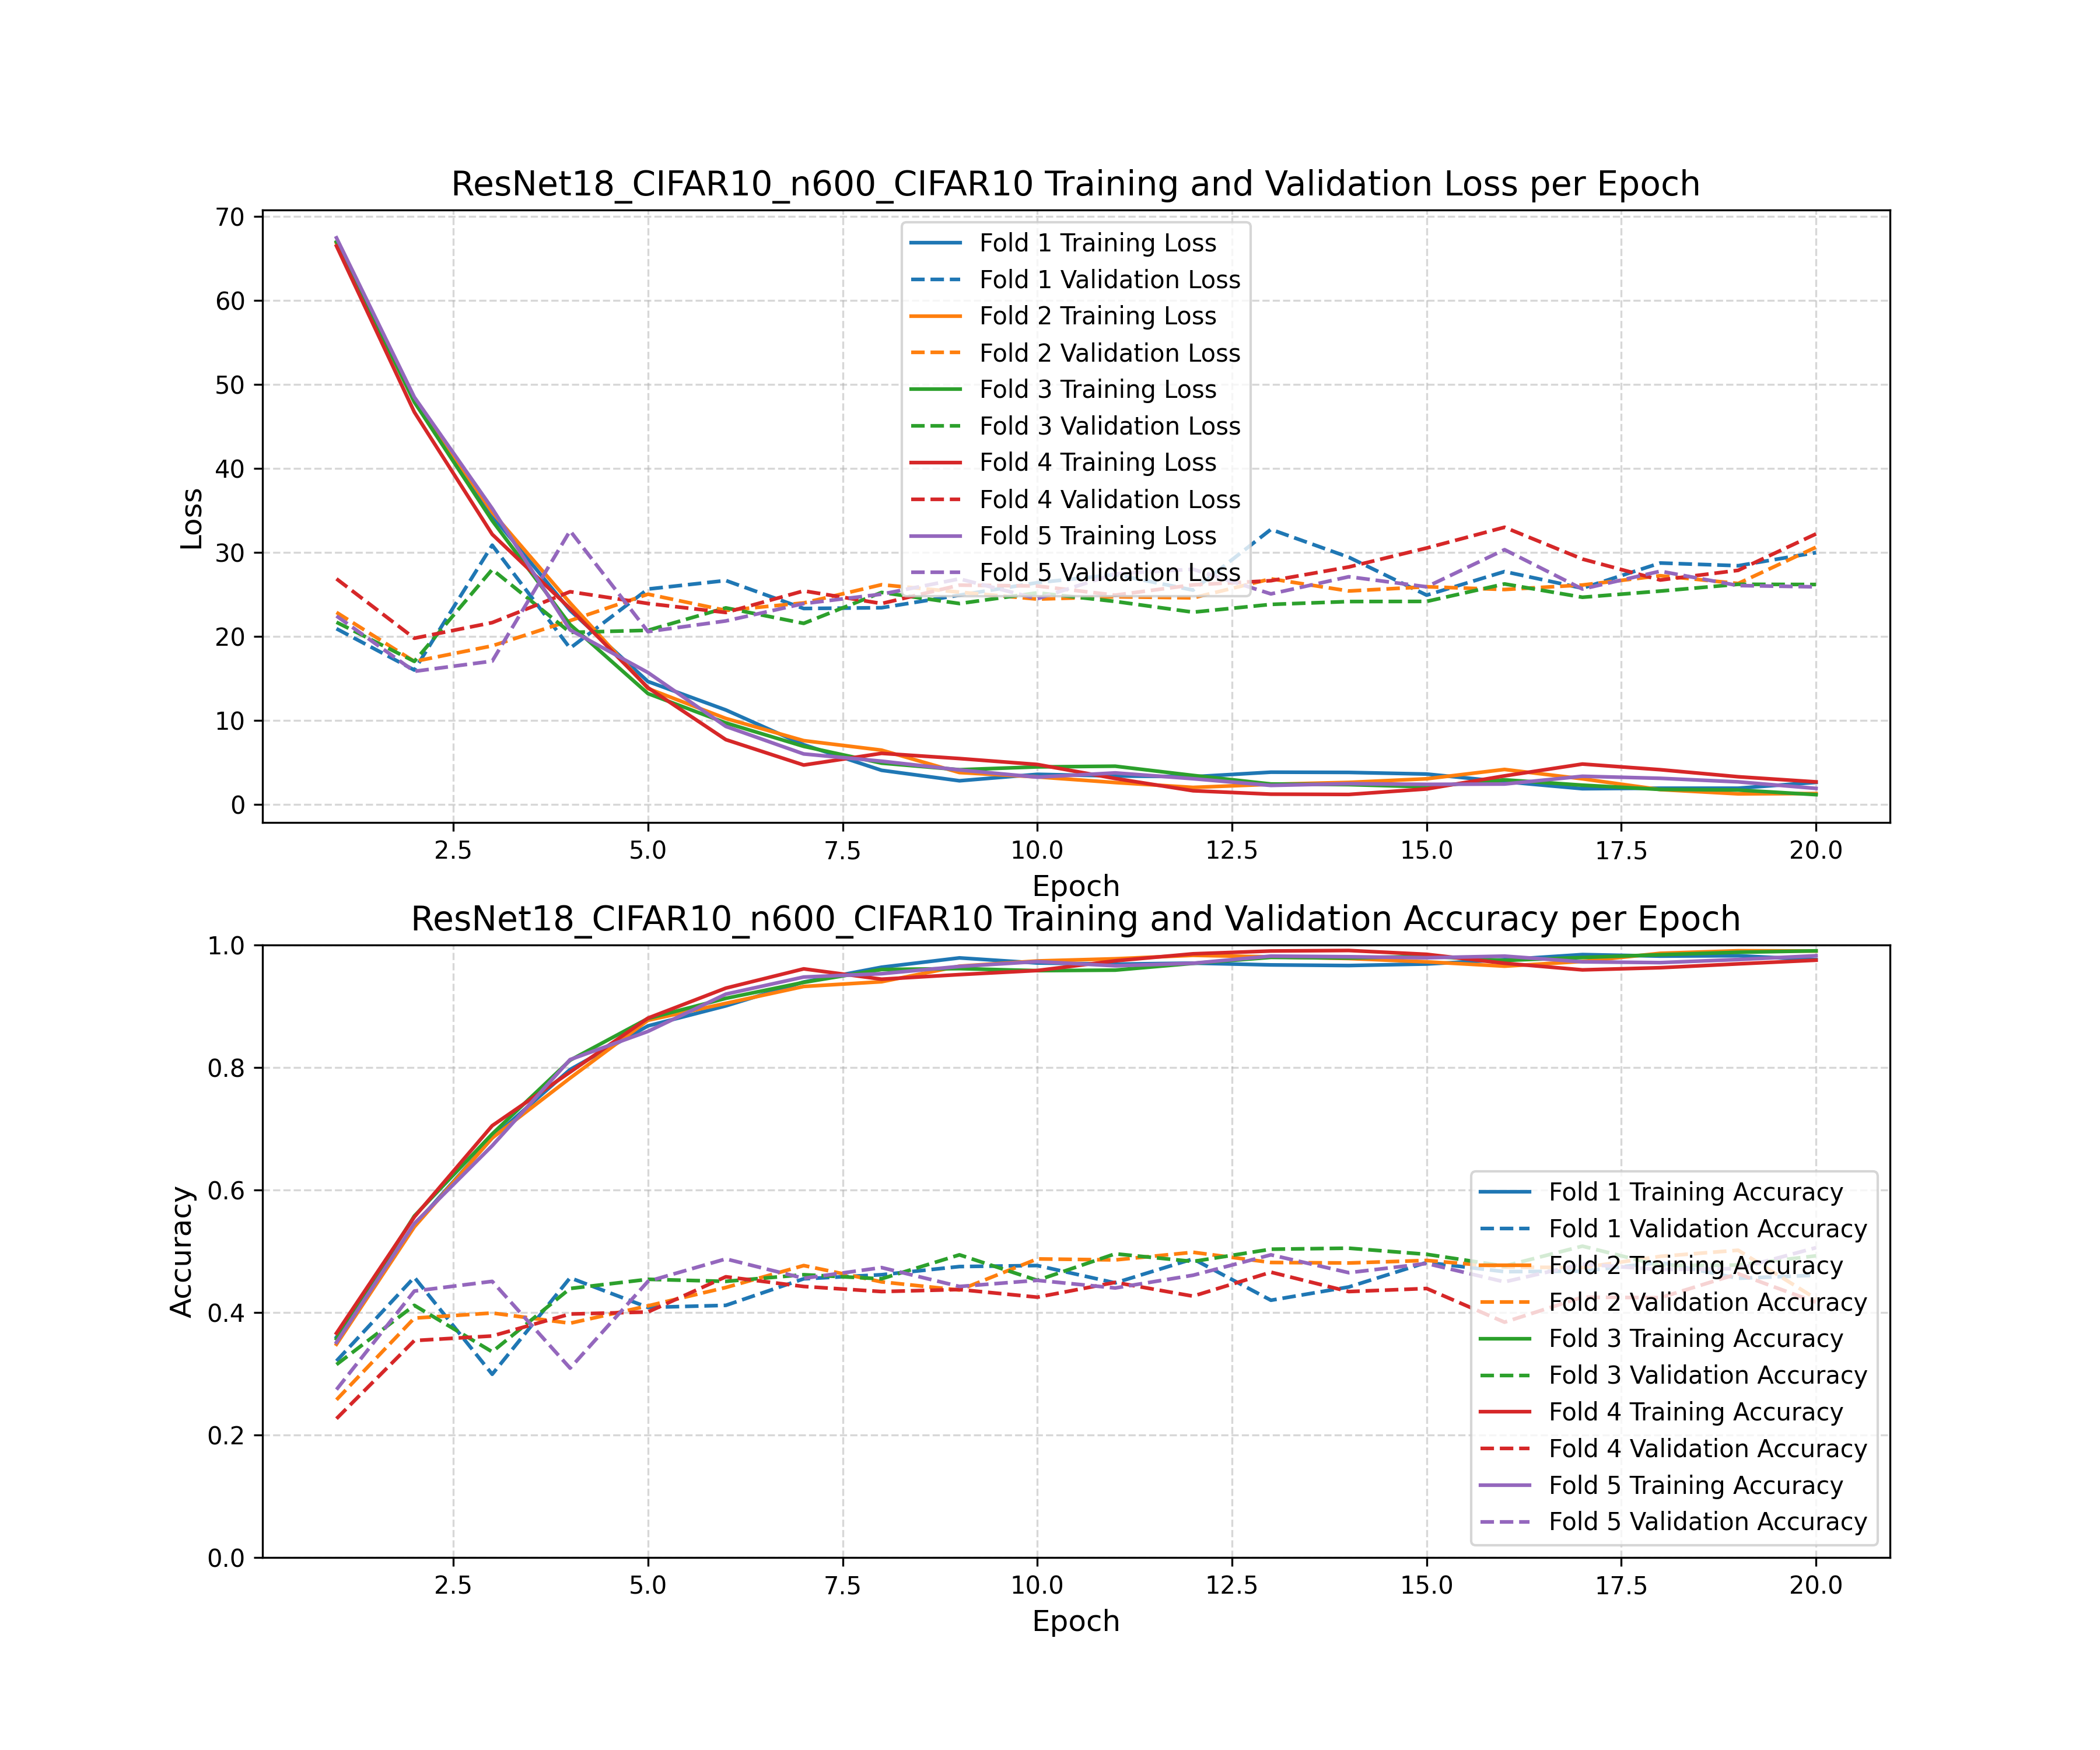 ResNet18_CIFAR10_n600_CIFAR10 Training and Validation Loss per Epoch
70
60
50
40
30
20
10
0
Loss
Fold 1 Training Loss
Fold 1 Validation Loss
Fold 2 Training Loss
Fold 2 Validation Loss
Fold 3 Training Loss
Fold 3 Validation Loss
Fold 4 Training Loss
Fold 4 Validation Loss
Fold 5 Training Loss
Fold 5 Validation Loss
2.5 5.0 7.5 10.0 12.5 15.0 17.5 20.0
Epoch
ResNet18_CIFAR10_n600_CIFAR10 Training and Validation Accuracy per Epoch
1.0
0.8
0.6
0.4
0.2
0.0
Accuracy
Fold 1 Training Accuracy
Fold 1 Validation Accuracy
Fold 2 Training Accuracy
Fold 2 Validation Accuracy
Fold 3 Training Accuracy
Fold 3 Validation Accuracy
Fold 4 Training Accuracy
Fold 4 Validation Accuracy
Fold 5 Training Accuracy
Fold 5 Validation Accuracy
2.5 5.0 7.5 10.0 12.5 15.0 17.5 20.0
Epoch